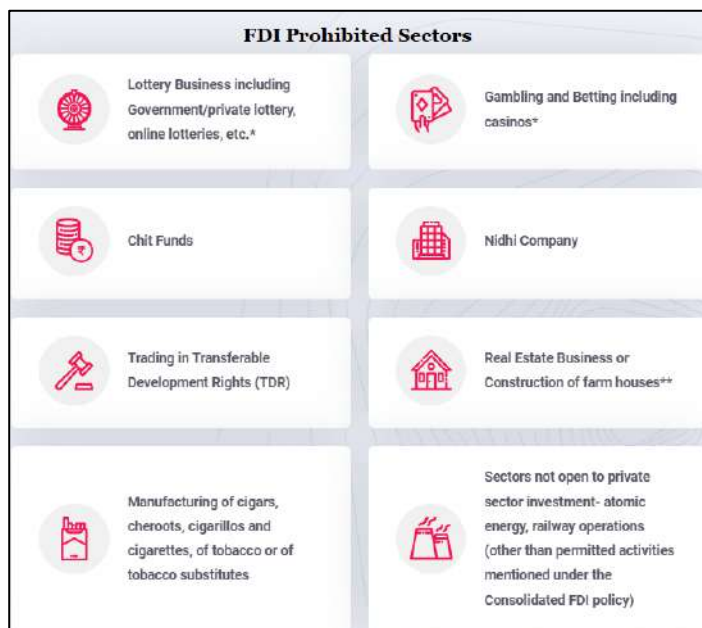 FDI Prohibited Sectors
Lottery Business including
Government/private lottery,
online lotteries, etc.*
Gambling and Betting including
casinos*
Chit Funds
Nidhi Company
Trading in Transferable
Development Rights (TDR)
Real Estate Business or
Construction of farm houses**
Manufacturing of cigars,
cheroots, cigarillos and
cigarettes, of tobacco or of
tobacco substitutes
Sectors not open to private
sector investment- atomic
energy, railway operations
(other than permitted activities
mentioned under the
Consolidated FDI policy)